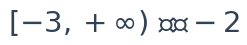 [−3, + ∞) − 2